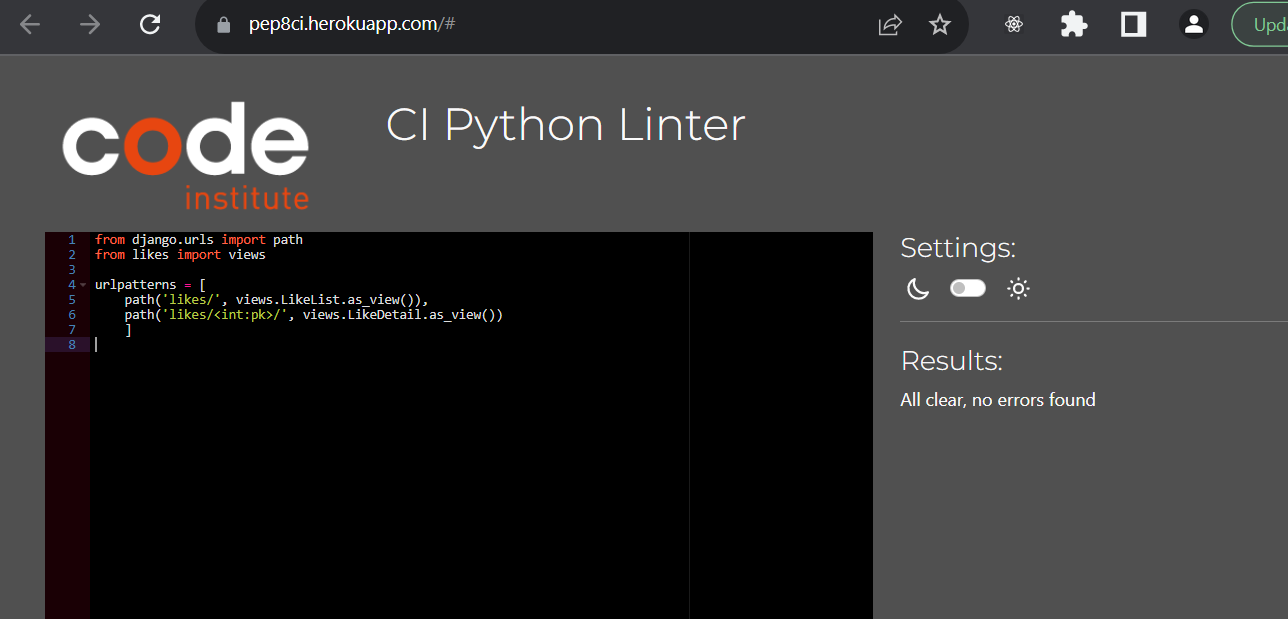 pep8ci.herokuapp.com/#
code
institute
CI Python Linter
1 from django.urls import path
2 from likes import views
3
4 urlpatterns = [
5     path('likes/', views.LikeList.as_view()),
6     path('likes/<int:pk>/', views.LikeDetail.as_view())
7     ]
8
Settings:
Results:
All clear, no errors found